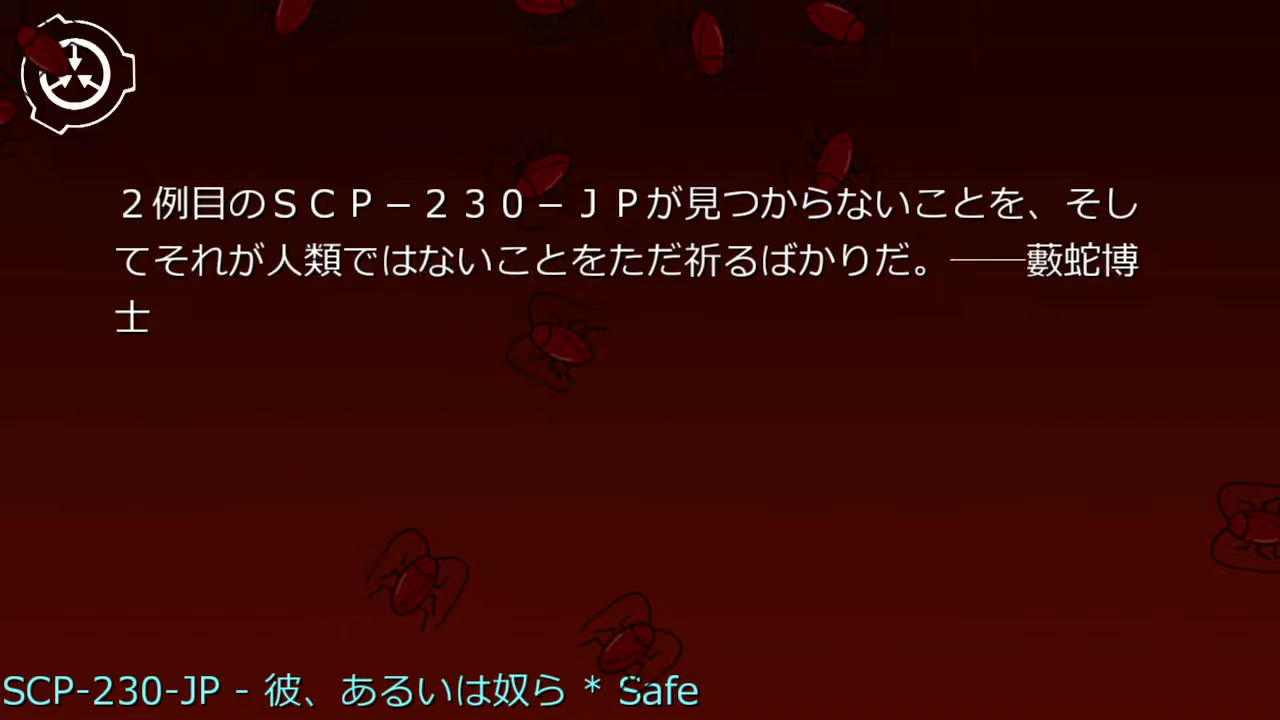 ２例目のＳＣＰ－２３０－ＪＰが見つからないことを、そし
てそれが人類ではないことをただ祈るばかりだ。――藪蛇博
士
SCP-230-JP - 彼、あるいは奴ら * Safe